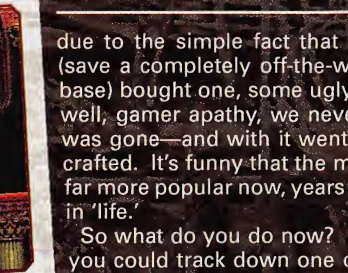 due to the simple fact that
(save a completely off-the-w
base) bought one, some ugly
well, gamer apathy, we neve
was gone—and with it went
crafted. It's funny that the m
far more popular now, years
in 'life.'
So what do you do now?
you could track down one o